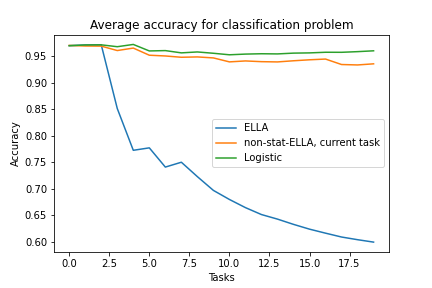 Average accuracy for classification problem
0.95
0.90
0.85
0.80
0.75
0.70
0.65
0.60
Accuracy
ELLA
non-stat-ELLA, current task
Logistic
0.0 2.5 5.0 7.5 10.0 12.5 15.0 17.5
Tasks